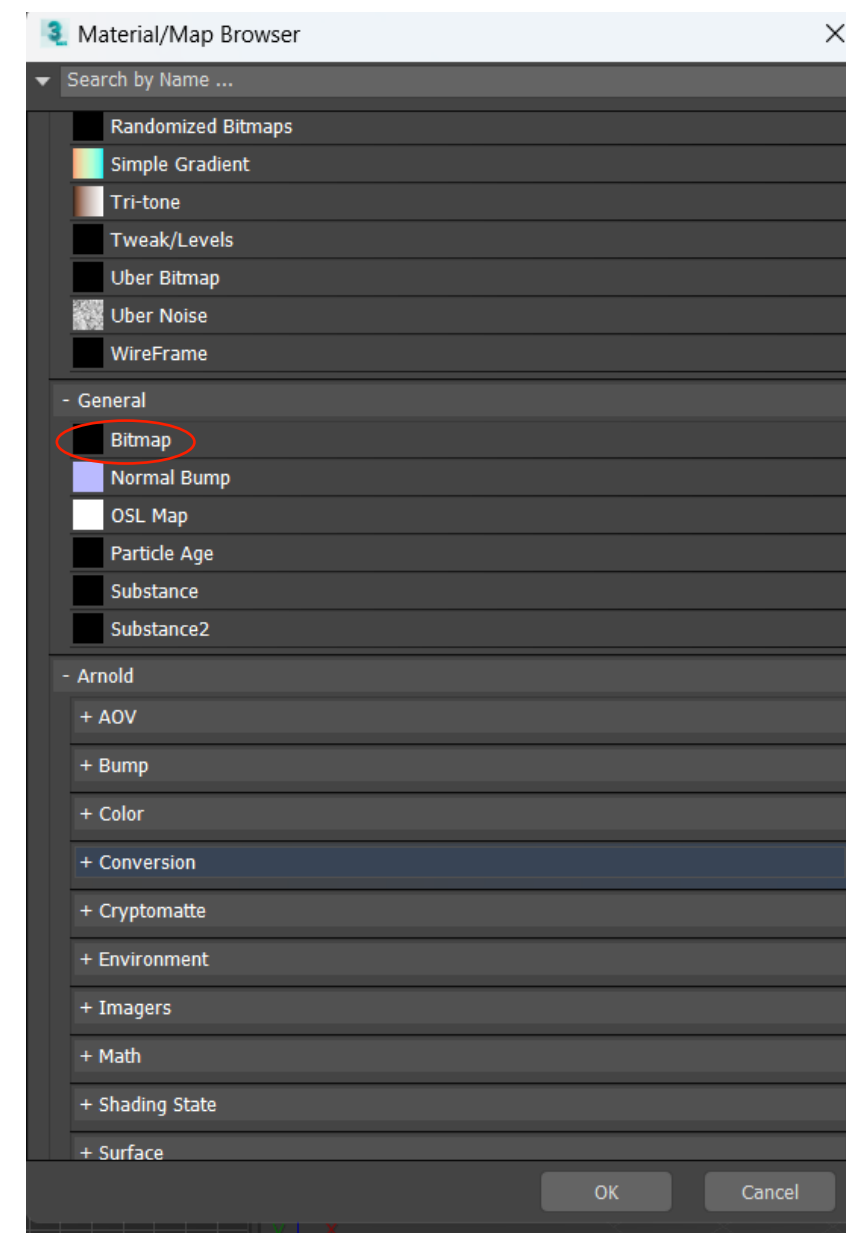 Material/Map Browser
Search by Name ...
Randomized Bitmaps
Simple Gradient
Tri-tone
Tweak/Levels
Uber Bitmap
Uber Noise
WireFrame
- General
Bitmap
Normal Bump
OSL Map
Particle Age
Substance
Substance2
- Arnold
+ AOV
+ Bump
+ Color
+ Conversion
+ Cryptomatte
+ Environment
+ Imagers
+ Math
+ Shading State
+ Surface
OK Cancel